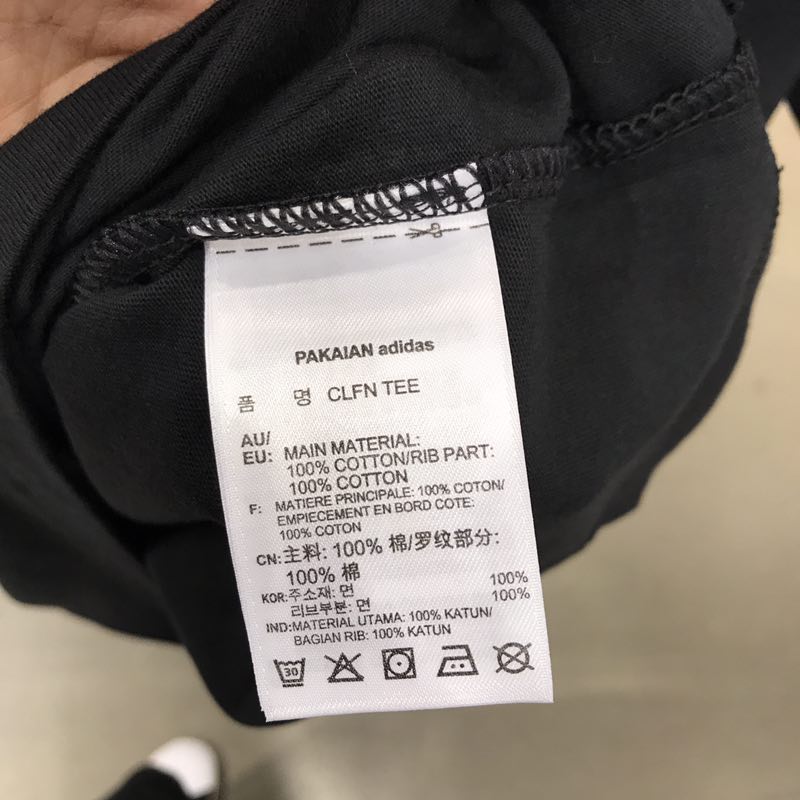 PAKAIAN adidas
품 명 CLFN TEE
AU/
EU: MAIN MATERIAL:
100% COTTON/RIB PART:
100% COTTON
F: MATIERE PRINCIPALE: 100% COTON/
EMPIECEMENT EN BORD COTE:
100% COTON
CN: 主料: 100% 棉/罗纹部分:
100% 棉
KOR: 주소재: 면 100%
리브부분: 면 100%
IND: MATERIAL UTAMA: 100% KATUN/
BAGIAN RIB: 100% KATUN
30